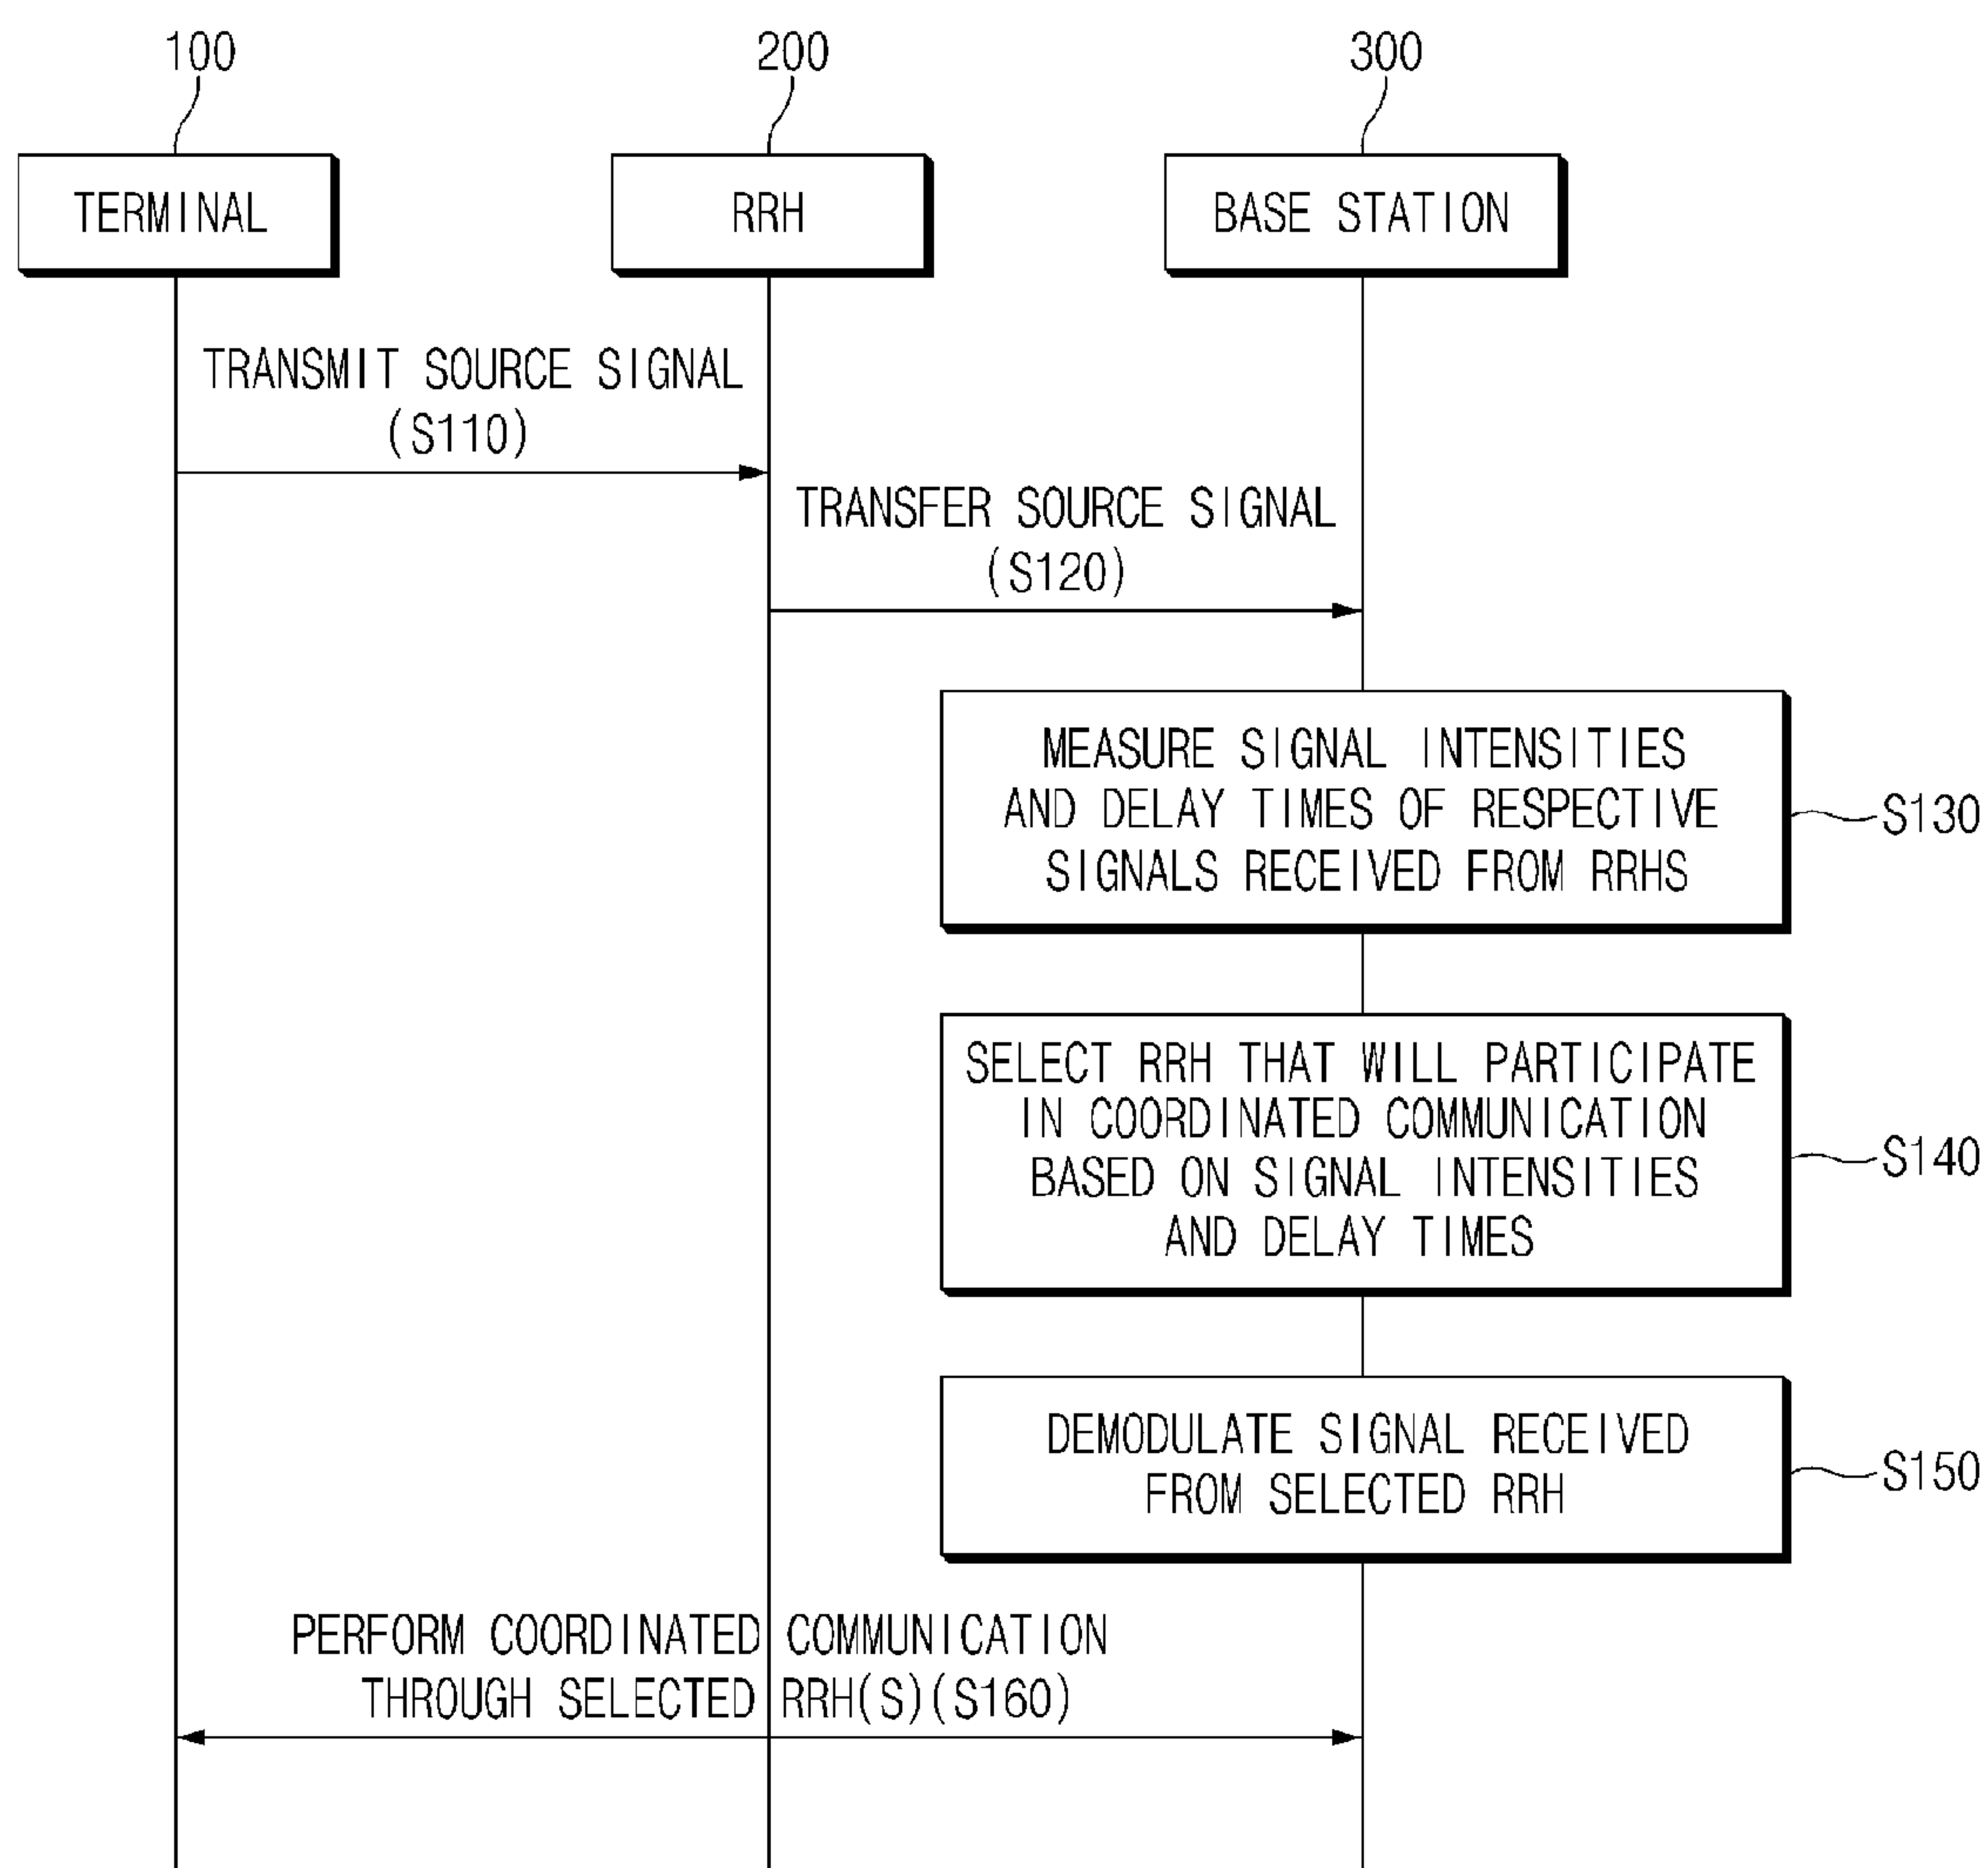 100
200
300
TERMINAL
RRH
BASE STATION
TRANSMIT SOURCE SIGNAL
(S110)
TRANSFER SOURCE SIGNAL
(S120)
MEASURE SIGNAL INTENSITIES
AND DELAY TIMES OF RESPECTIVE
SIGNALS RECEIVED FROM RRHS
S130
SELECT RRH THAT WILL PARTICIPATE
IN COORDINATED COMMUNICATION
BASED ON SIGNAL INTENSITIES
AND DELAY TIMES
S140
DEMODULATE SIGNAL RECEIVED
FROM SELECTED RRH
S150
PERFORM COORDINATED COMMUNICATION
THROUGH SELECTED RRH(S)(S160)